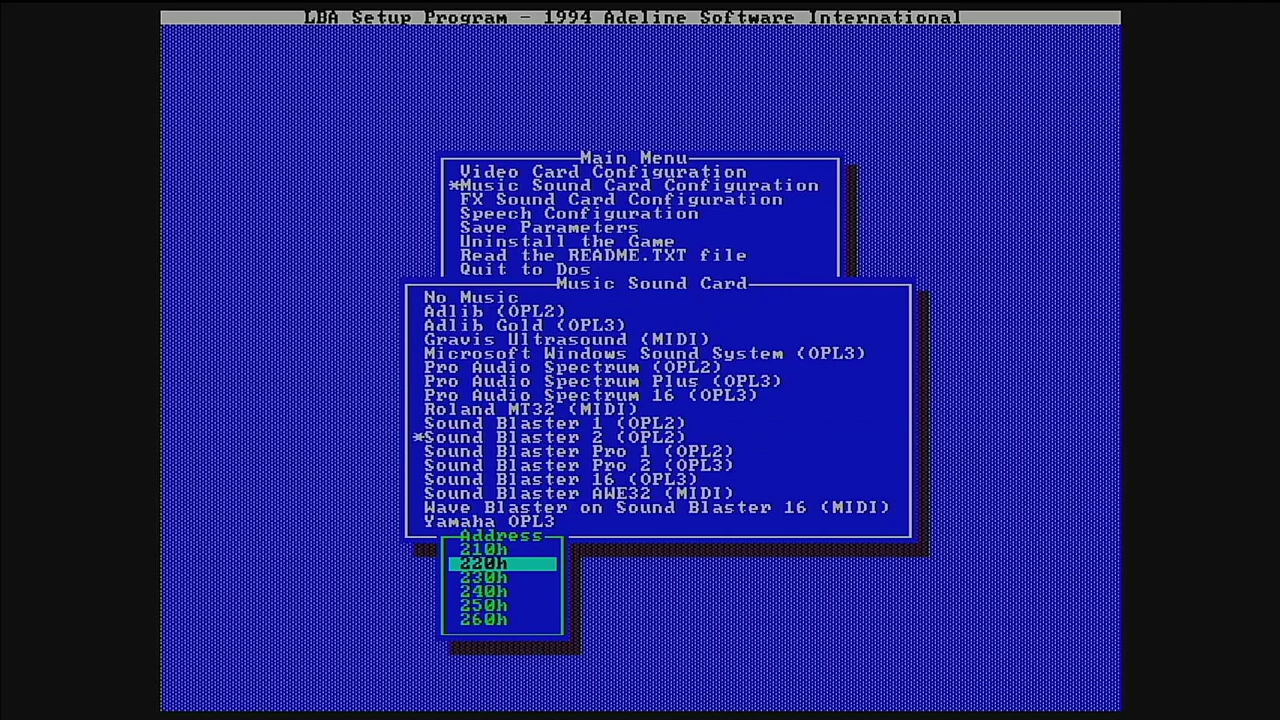 LBA Setup Program - 1994 Adeline Software International
Main Menu
Video Card Configuration
*Music Sound Card Configuration
FX Sound Card Configuration
Speech Configuration
Save Parameters
Uninstall the Game
Read the README.TXT file
Quit to Dos
Music Sound Card
No Music
Adlib (OPL2)
Adlib Gold (OPL3)
Gravis Ultrasound (MIDI)
Microsoft Windows Sound System (OPL3)
Pro Audio Spectrum (OPL2)
Pro Audio Spectrum Plus (OPL3)
Pro Audio Spectrum 16 (OPL3)
Roland MT32 (MIDI)
Sound Blaster 1 (OPL2)
*Sound Blaster 2 (OPL2)
Sound Blaster Pro 1 (OPL2)
Sound Blaster Pro 2 (OPL3)
Sound Blaster 16 (OPL3)
Sound Blaster AWE32 (MIDI)
Wave Blaster on Sound Blaster 16 (MIDI)
Yamaha OPL3
Address
210h
220h
230h
240h
250h
260h